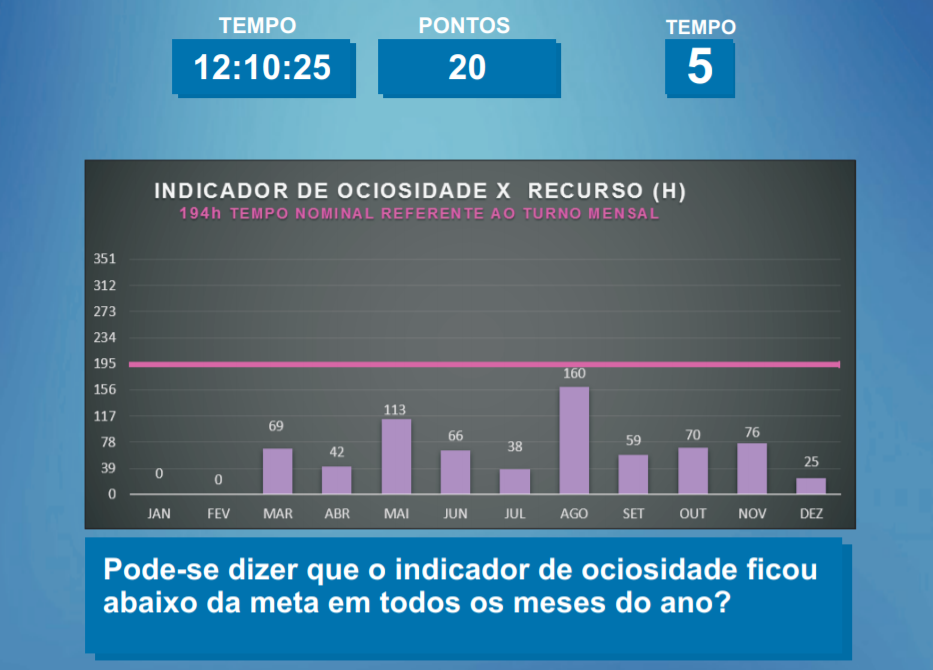 TEMPO PONTOS TEMPO
12:10:25 20 5
INDICADOR DE OCIOSIDADE X RECURSO (H)
194h TEMPO NOMINAL REFERENTE AO TURNO MENSAL
351
312
273
234
195
156
117
78
39
0
0 0 69 42 113 66 38 160 59 70 76 25
JAN FEV MAR ABR MAI JUN JUL AGO SET OUT NOV DEZ
Pode-se dizer que o indicador de ociosidade ficou
abaixo da meta em todos os meses do ano?